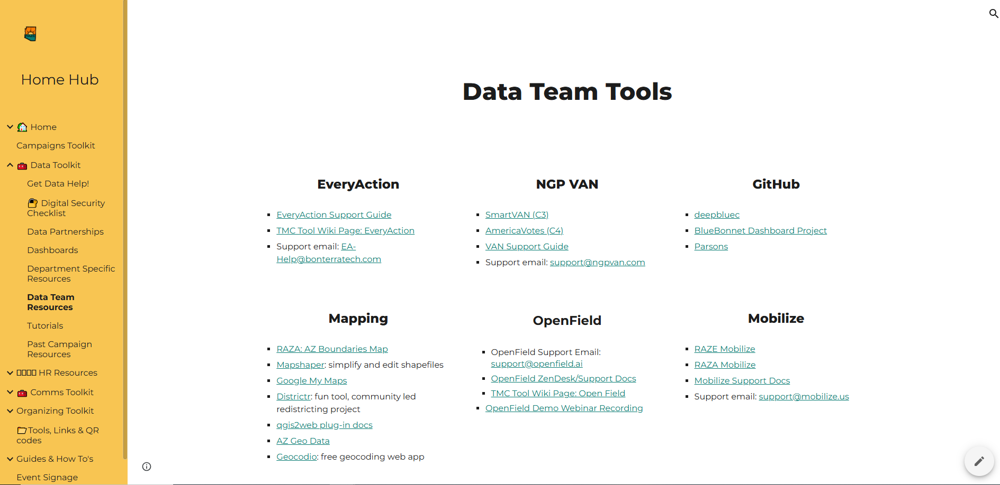 Home Hub
Home
Campaigns Toolkit
Data Toolkit
Get Data Help!
Digital Security
Checklist
Data Partnerships
Dashboards
Department Specific
Resources
Data Team
Resources
Tutorials
Past Campaign
Resources
HR Resources
Comms Toolkit
Organizing Toolkit
Tools, Links & QR
codes
Guides & How To's
Event Signage
Data Team Tools
EveryAction
EveryAction Support Guide
TMC Tool Wiki Page: EveryAction
Support email: EA-
Help@bonterratech.com
NGP VAN
SmartVAN (C3)
AmericaVotes (C4)
VAN Support Guide
Support email: support@ngpvan.com
GitHub
deepbluec
BlueBonnet Dashboard Project
Parsons
Mapping
RAZA: AZ Boundaries Map
Mapshaper: simplify and edit shapefiles
Google My Maps
Districtr: fun tool, community led
redistricting project
qgis2web plug-in docs
AZ Geo Data
Geocodio: free geocoding web app
OpenField
OpenField Support Email:
support@openfield.ai
OpenField ZenDesk/Support Docs
TMC Tool Wiki Page: Open Field
OpenField Demo Webinar Recording
Mobilize
RAZE Mobilize
RAZA Mobilize
Mobilize Support Docs
Support email: support@mobilize.us